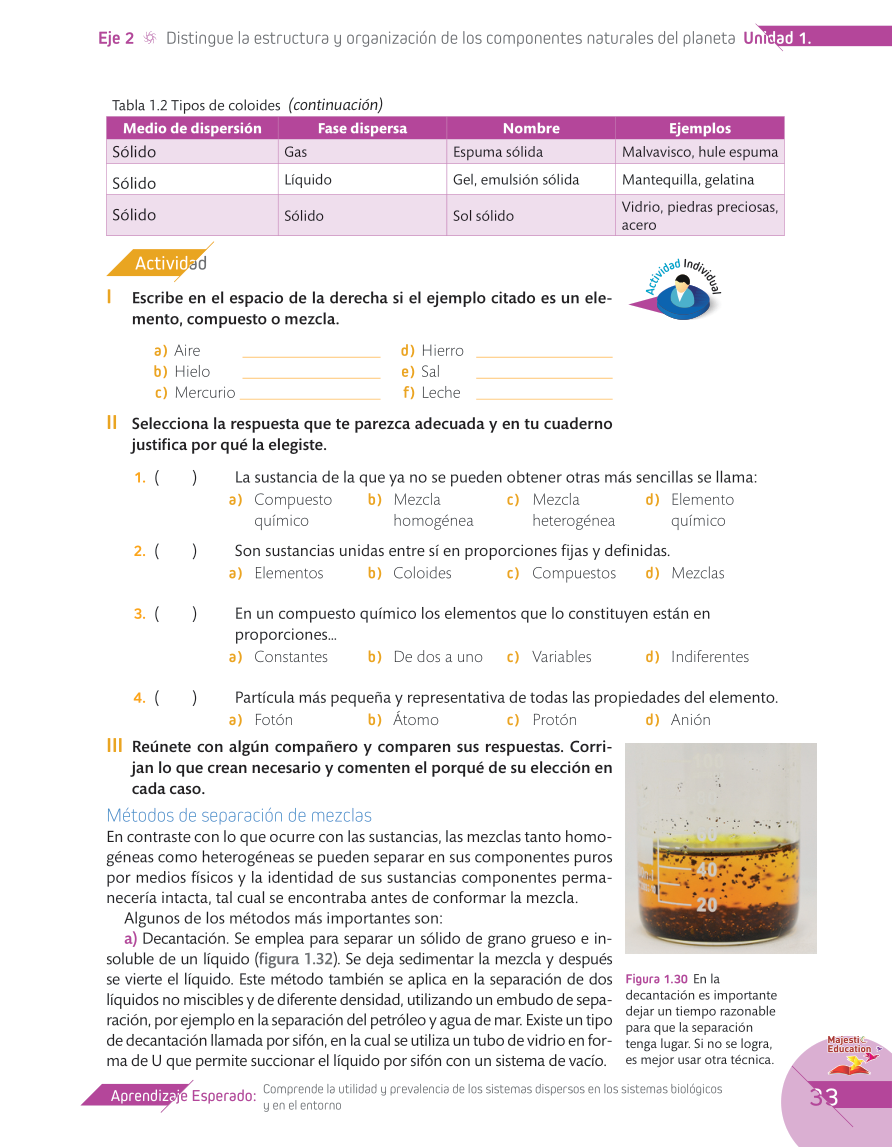 Eje 2 Distingue la estructura y organización de los componentes naturales del planeta Unidad 1.
Tabla 1.2 Tipos de coloides (continuación)
Medio de dispersión Fase dispersa Nombre Ejemplos
Sólido Gas Espuma sólida Malvavisco, hule espuma
Sólido Líquido Gel, emulsión sólida Mantequilla, gelatina
Sólido Sólido Sol sólido Vidrio, piedras preciosas,
acero
Actividad
Actividad Individual
I Escribe en el espacio de la derecha si el ejemplo citado es un ele-
mento, compuesto o mezcla.
a) Aire d) Hierro
b) Hielo e) Sal
c) Mercurio f) Leche
II Selecciona la respuesta que te parezca adecuada y en tu cuaderno
justifica por qué la elegiste.
1. ( ) La sustancia de la que ya no se pueden obtener otras más sencillas se llama:
a) Compuesto b) Mezcla c) Mezcla d) Elemento
químico homogénea heterogénea químico
2. ( ) Son sustancias unidas entre sí en proporciones fijas y definidas.
a) Elementos b) Coloides c) Compuestos d) Mezclas
3. ( ) En un compuesto químico los elementos que lo constituyen están en
proporciones...
a) Constantes b) De dos a uno c) Variables d) Indiferentes
4. ( ) Partícula más pequeña y representativa de todas las propiedades del elemento.
a) Fotón b) Átomo c) Protón d) Anión
III Reúnete con algún compañero y comparen sus respuestas. Corri-
jan lo que crean necesario y comenten el porqué de su elección en
cada caso.
Métodos de separación de mezclas
En contraste con lo que ocurre con las sustancias, las mezclas tanto homo-
géneas como heterogéneas se pueden separar en sus componentes puros
por medios físicos y la identidad de sus sustancias componentes perma-
necería intacta, tal cual se encontraba antes de conformar la mezcla.
Algunos de los métodos más importantes son:
a) Decantación. Se emplea para separar un sólido de grano grueso e in-
soluble de un líquido (figura 1.32). Se deja sedimentar la mezcla y después
se vierte el líquido. Este método también se aplica en la separación de dos
líquidos no miscibles y de diferente densidad, utilizando un embudo de sepa-
ración, por ejemplo en la separación del petróleo y agua de mar. Existe un tipo
de decantación llamada por sifón, en la cual se utiliza un tubo de vidrio en for-
ma de U que permite succionar el líquido por sifón con un sistema de vacío.
100
40
20
Figura 1.30 En la
decantación es importante
dejar un tiempo razonable
para que la separación
tenga lugar. Si no se logra,
es mejor usar otra técnica.
Majestic
Education
Aprendizaje Esperado: Comprende la utilidad y prevalencia de los sistemas dispersos en los sistemas biológicos
y en el entorno
33